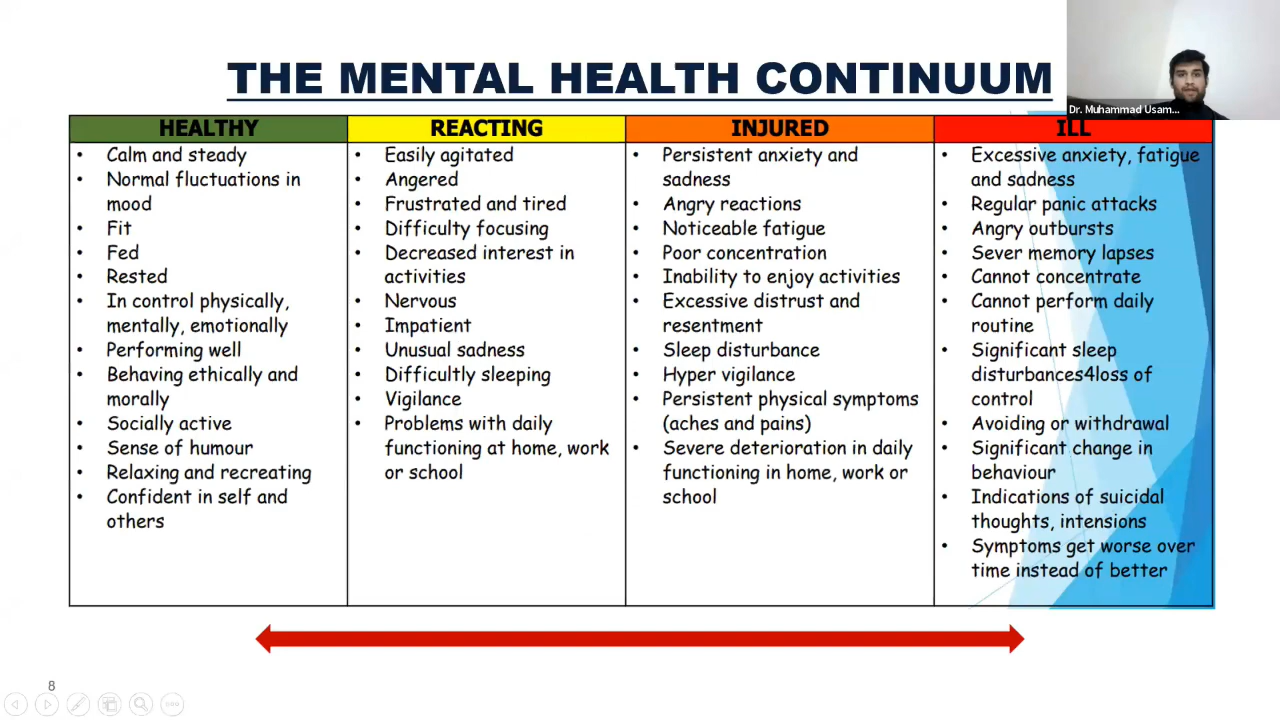 THE MENTAL HEALTH CONTINUUM
Dr. Muhammad Usam...
HEALTHY
• Calm and steady
• Normal fluctuations in
mood
• Fit
• Fed
• Rested
• In control physically,
mentally, emotionally
• Performing well
• Behaving ethically and
morally
• Socially active
• Sense of humour
• Relaxing and recreating
• Confident in self and
others
REACTING
• Easily agitated
• Angered
• Frustrated and tired
• Difficulty focusing
• Decreased interest in
activities
• Nervous
• Impatient
• Unusual sadness
• Difficultly sleeping
• Vigilance
• Problems with daily
functioning at home, work
or school
INJURED
• Persistent anxiety and
sadness
• Angry reactions
• Noticeable fatigue
• Poor concentration
• Inability to enjoy activities
• Excessive distrust and
resentment
• Sleep disturbance
• Hyper vigilance
• Persistent physical symptoms
(aches and pains)
• Severe deterioration in daily
functioning in home, work or
school
ILL
• Excessive anxiety, fatigue
and sadness
• Regular panic attacks
• Angry outbursts
• Sever memory lapses
• Cannot concentrate
• Cannot perform daily
routine
• Significant sleep
disturbances4loss of
control
• Avoiding or withdrawal
• Significant change in
behaviour
• Indications of suicidal
thoughts, intensions
• Symptoms get worse over
time instead of better
8